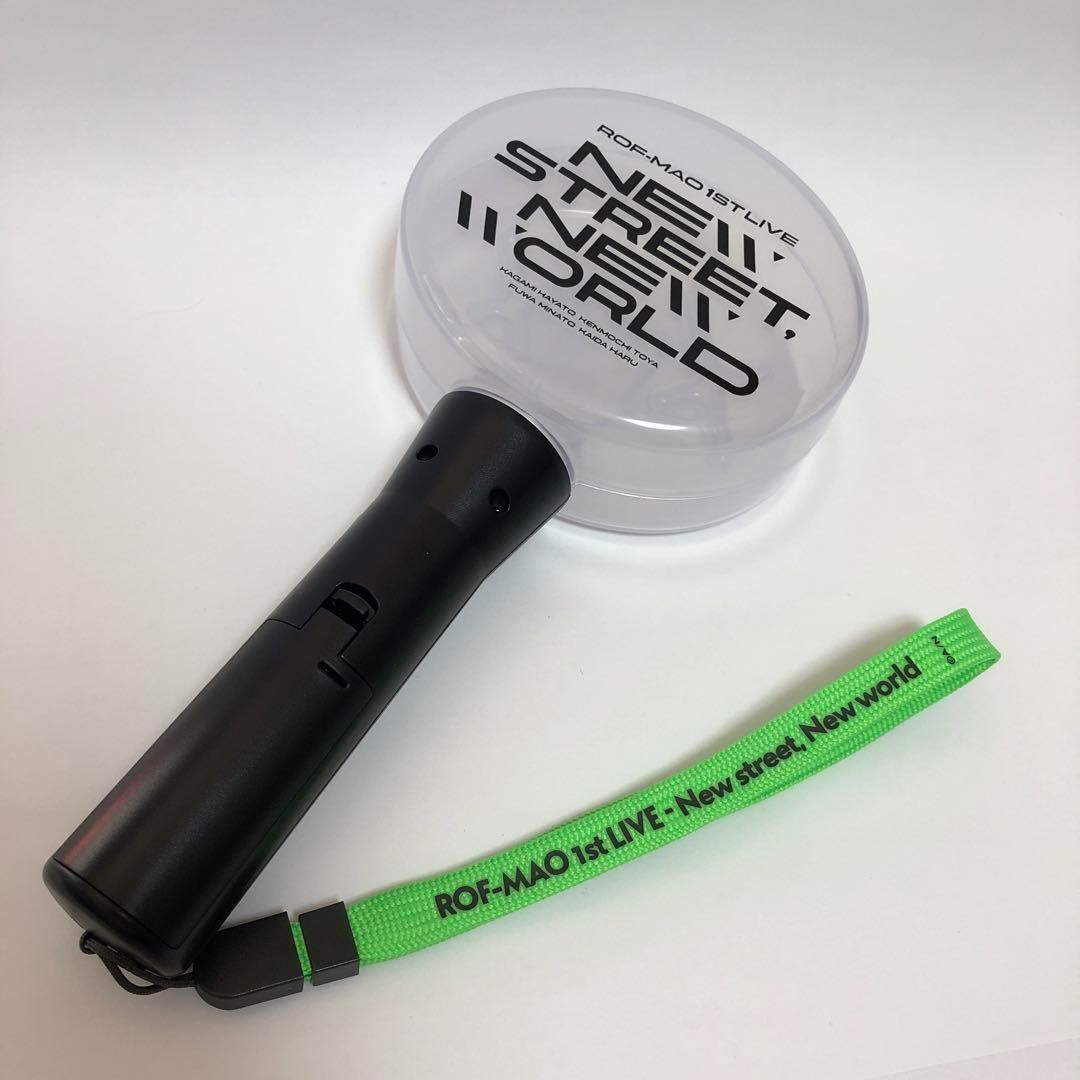 ROF-MAO 1ST LIVE
NEW
STREET,
NEW
WORLD
KAGAMI HAYATO KENMOCHI TOYA
FUWA MINATO KAIDA HARU
ROF-MAO 1st LIVE - New street, New world